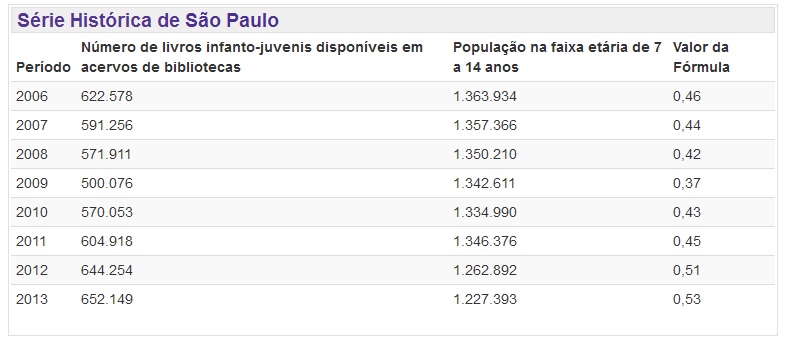 Série Histórica de São Paulo
Período Número de livros infanto-juvenis disponíveis em acervos de bibliotecas População na faixa etária de 7 a 14 anos Valor da Fórmula
2006 622.578 1.363.934 0,46
2007 591.256 1.357.366 0,44
2008 571.911 1.350.210 0,42
2009 500.076 1.342.611 0,37
2010 570.053 1.334.990 0,43
2011 604.918 1.346.376 0,45
2012 644.254 1.262.892 0,51
2013 652.149 1.227.393 0,53